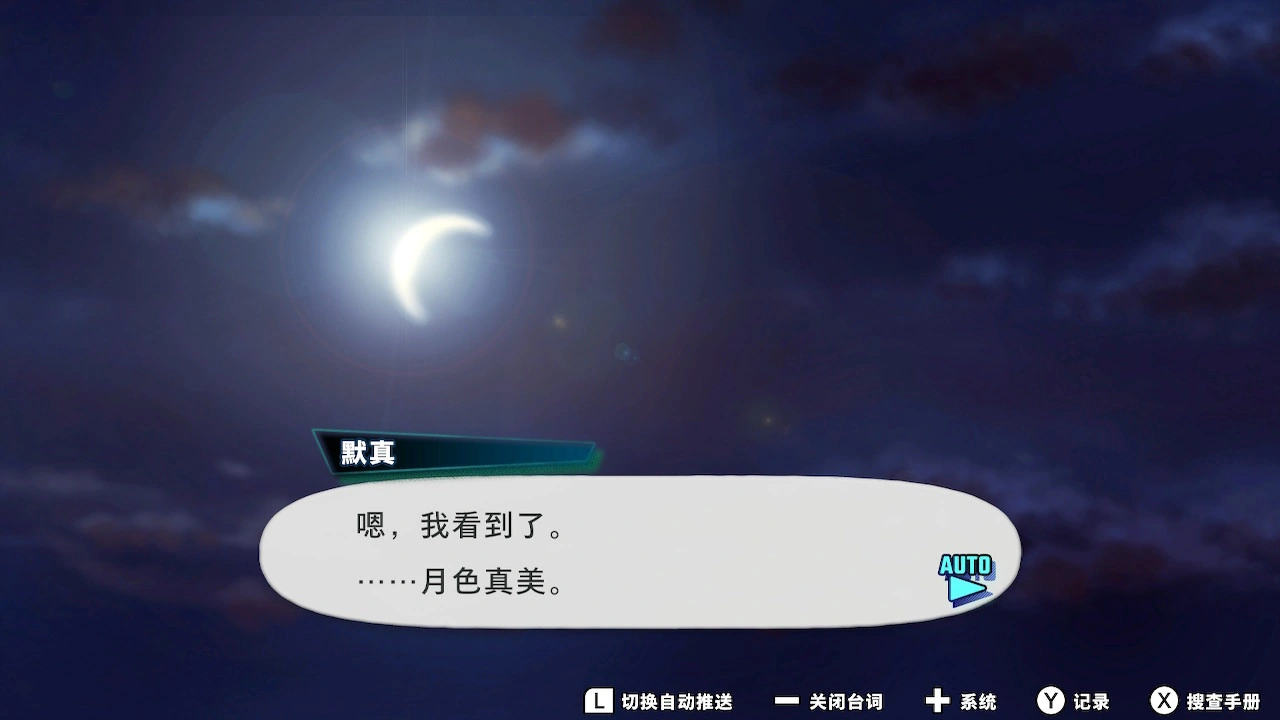 默真
嗯，我看到了。
……月色真美。
AUTO
L 切换自动推送 关闭台词 系统 Y 记录 X 搜查手册